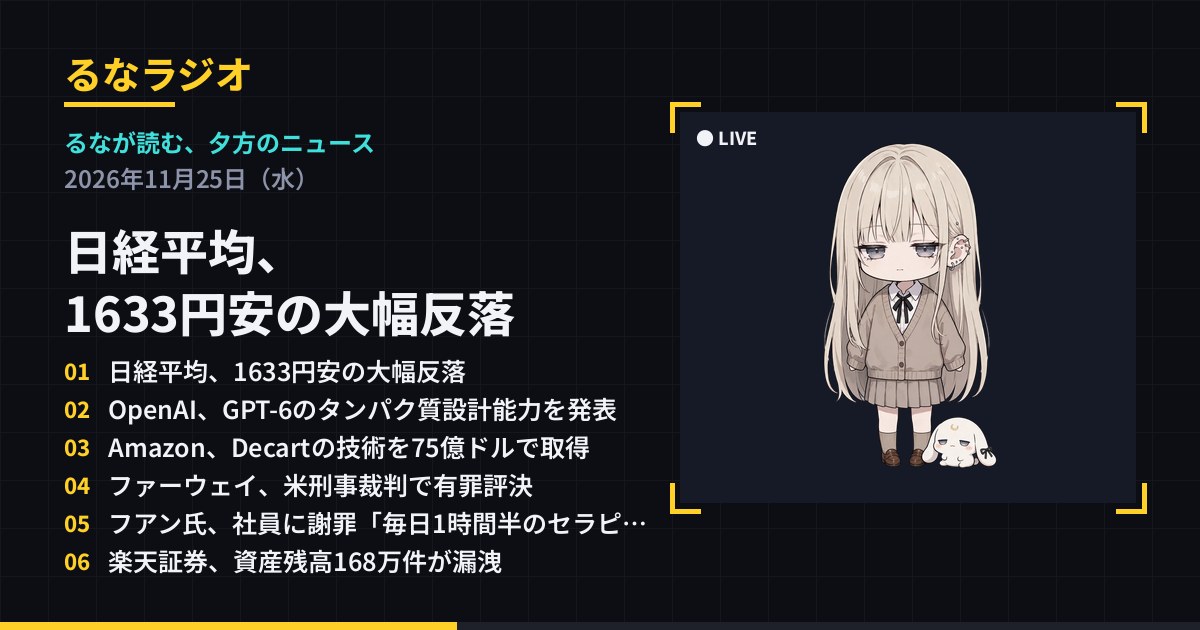 るなラジオ
るなが読む、夕方のニュース
2026年11月25日（水）
日経平均、
1633円安の大幅反落
01 日経平均、1633円安の大幅反落
02 OpenAI、GPT-6のタンパク質設計能力を発表
03 Amazon、Decartの技術を75億ドルで取得
04 ファーウェイ、米刑事裁判で有罪評決
05 フアン氏、社員に謝罪「毎日1時間半のセラピ…
06 楽天証券、資産残高168万件が漏洩
LIVE